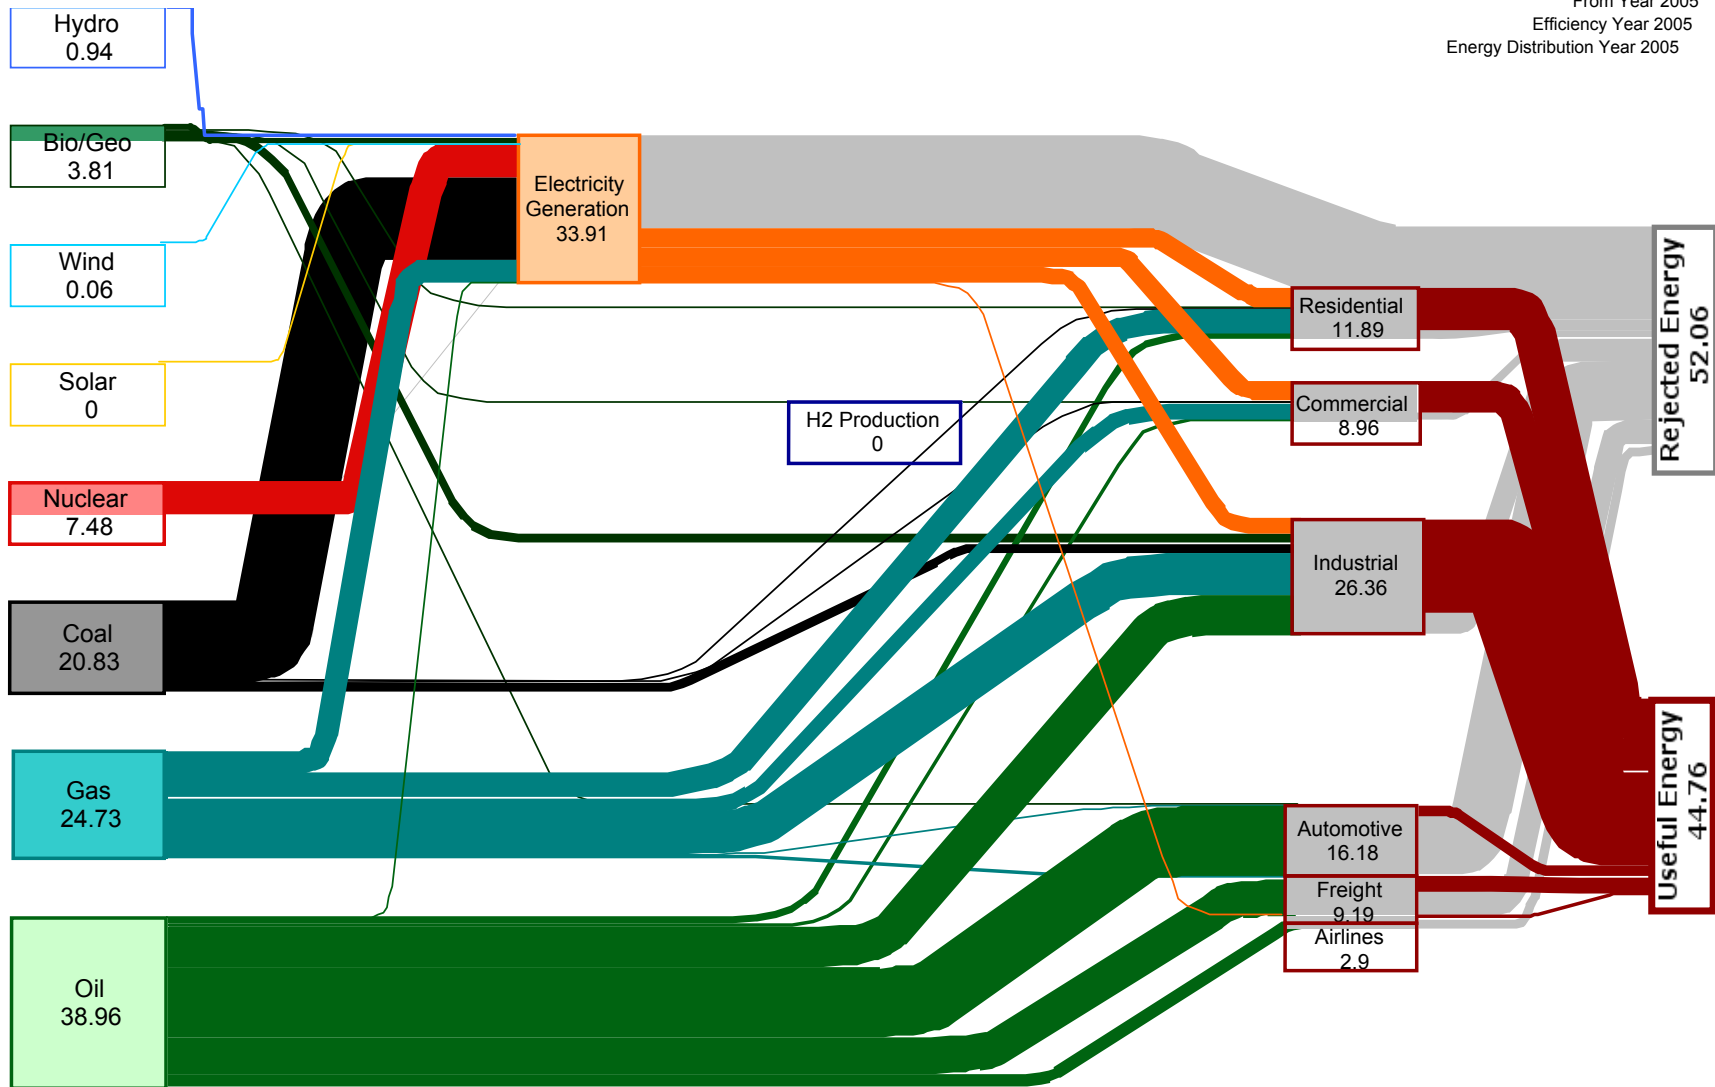 From Year 2005
Efficiency Year 2005
Energy Distribution Year 2005
Hydro
0.94
Bio/Geo
3.81
Wind
0.06
Solar
0
Nuclear
7.48
Coal
20.83
Gas
24.73
Oil
38.96
Electricity
Generation
33.91
H2 Production
0
Residential
11.89
Commercial
8.96
Industrial
26.36
Automotive
16.18
Freight
9.19
Airlines
2.9
Rejected Energy
52.06
Useful Energy
44.76